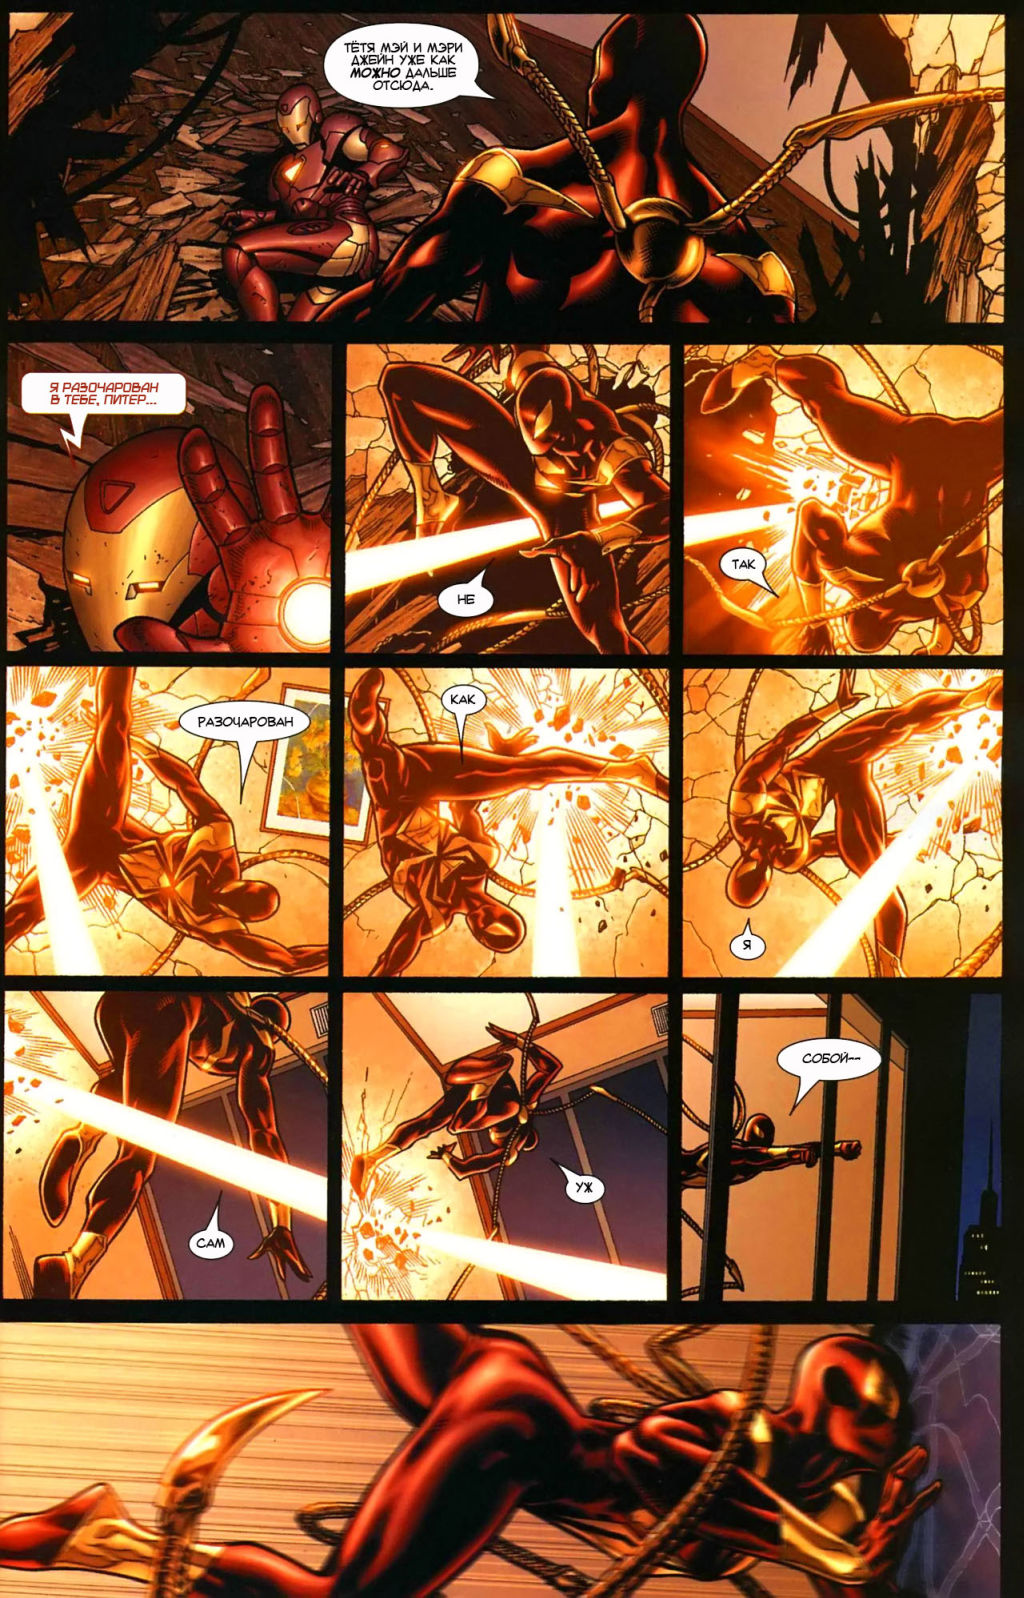 ТЁТЯ МЭЙ И МЭРИ
ДЖЕЙН УЖЕ КАК
МОЖНО ДАЛЬШЕ
ОТСЮДА.
Я РАЗОЧАРОВАН
В ТЕБЕ, ПИТЕР...
НЕ
ТАК
РАЗОЧАРОВАН
КАК
Я
САМ
УЖ
СОБОЙ--